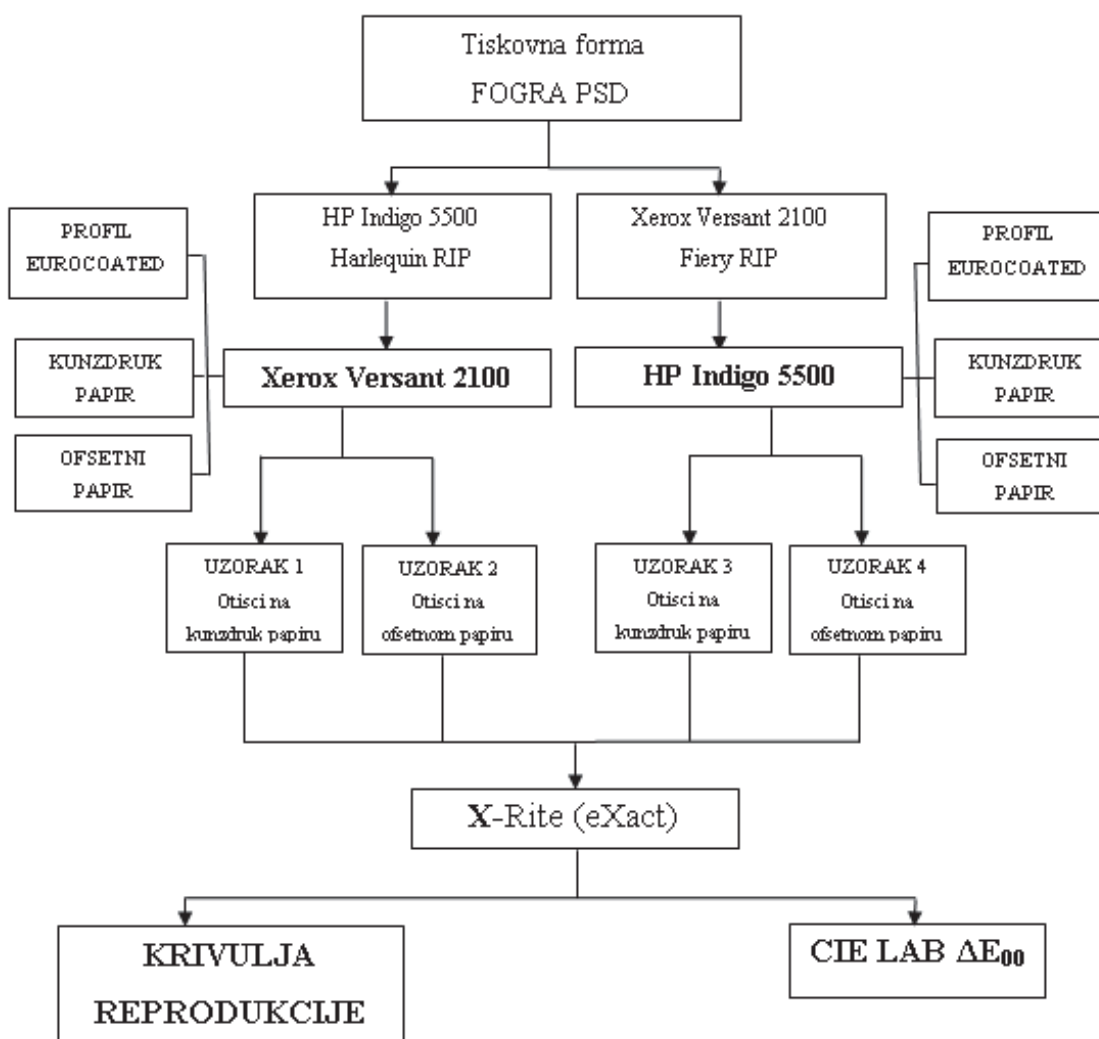 Tiskovna forma
FOGRA PSD
HP Indigo 5500
Harlequin RIP
Xerox Versant 2100
Fiery RIP
PROFIL
EUROCOATED
KUNZDRUK
PAPIR
OFSETNI
PAPIR
Xerox Versant 2100
HP Indigo 5500
PROFIL
EUROCOATED
KUNZDRUK
PAPIR
OFSETNI
PAPIR
UZORAK 1
Otisci na
kunzdruk papiru
UZORAK 2
Otisci na
ofsetnom papiru
UZORAK 3
Otisci na
kunzdruk papiru
UZORAK 4
Otisci na
ofsetnom papiru
X-Rite (eXact)
KRIVULJA
REPRODUKCIJE
CIE LAB ΔE₀₀